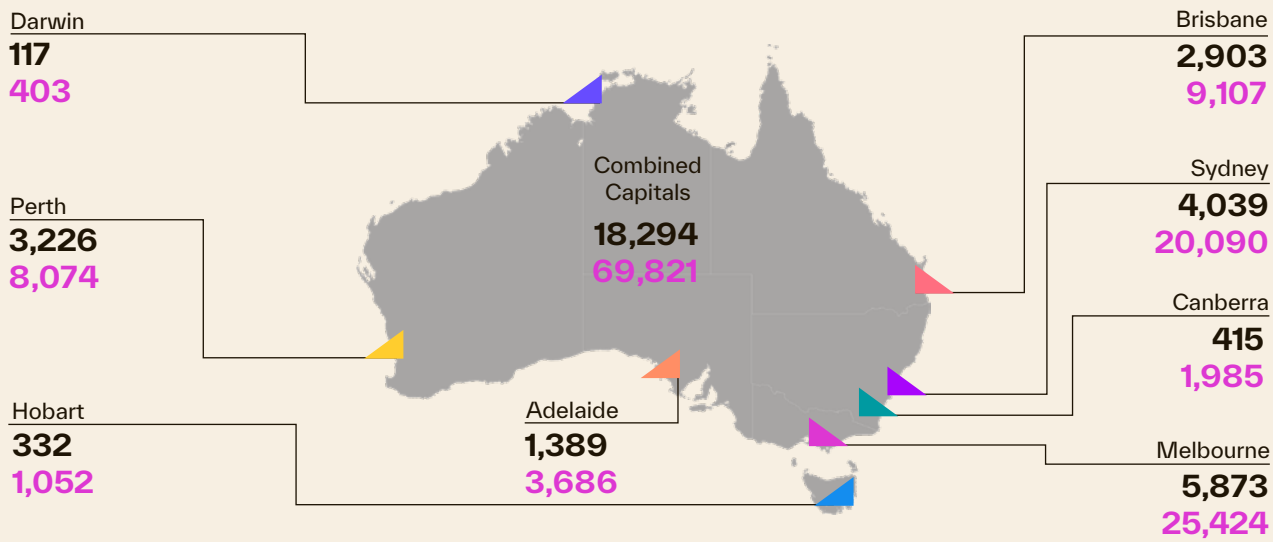 Darwin
117
403
Perth
3,226
8,074
Hobart
332
1,052
Combined
Capitals
18,294
69,821
Adelaide
1,389
3,686
Brisbane
2,903
9,107
Sydney
4,039
20,090
Canberra
415
1,985
Melbourne
5,873
25,424